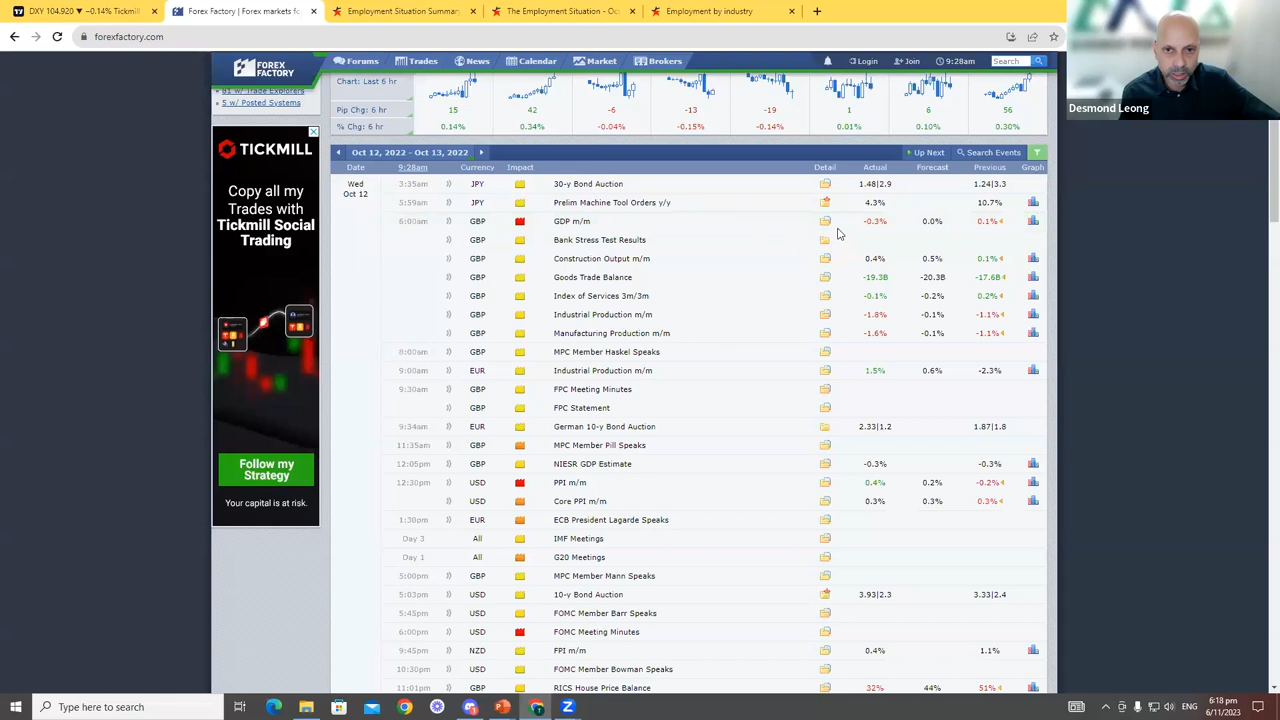 DXY 104.920 ▼ −0.14% Tickmill
Forex Factory | Forex markets fo
Employment Situation Summary
The Employment Situation - Oc
Employment by industry
forexfactory.com
Desmond Leong
FOREX FACTORY
Forums
Trades
News
Calendar
Market
Brokers
Login
Join
9:28am
Search
91 w/ Trade Explorers
5 w/ Posted Systems
Chart: Last 6 hr
Pip Chg: 6 hr 15 42 -6 -13 -19 1 6 56
% Chg: 6 hr 0.14% 0.34% -0.04% -0.15% -0.14% 0.01% 0.10% 0.30%
TICKMILL
Copy all my
Trades with
Tickmill Social
Trading
Follow my
Strategy
Your capital is at risk.
Oct 12, 2022 - Oct 13, 2022 Up Next Search Events
Date 9:28am Currency Impact Detail Actual Forecast Previous Graph
Wed
Oct 12
3:35am JPY 30-y Bond Auction 1.48|2.9 1.24|3.3
5:59am JPY Prelim Machine Tool Orders y/y 4.3% 10.7%
6:00am GBP GDP m/m -0.3% 0.0% 0.1%
GBP Bank Stress Test Results
GBP Construction Output m/m 0.4% 0.5% 0.1%
GBP Goods Trade Balance -19.3B -20.3B -17.6B
GBP Index of Services 3m/3m -0.1% -0.2% 0.2%
GBP Industrial Production m/m -1.8% -0.1% -1.1%
GBP Manufacturing Production m/m -1.6% -0.1% -1.1%
8:00am GBP MPC Member Haskel Speaks
9:00am EUR Industrial Production m/m 1.5% 0.6% -2.3%
9:30am GBP FPC Meeting Minutes
GBP FPC Statement
9:34am EUR German 10-y Bond Auction 2.33|1.2 1.87|1.8
11:35am GBP MPC Member Pill Speaks
12:05pm GBP NIESR GDP Estimate -0.3% -0.3%
12:30pm USD PPI m/m 0.4% 0.2% -0.2%
USD Core PPI m/m 0.3% 0.3% 0.3%
1:30pm EUR ECB President Lagarde Speaks
Day 3 All IMF Meetings
Day 1 All G20 Meetings
5:00pm GBP MPC Member Mann Speaks
5:03pm USD 10-y Bond Auction 3.93|2.3 3.33|2.4
5:45pm USD FOMC Member Barr Speaks
6:00pm USD FOMC Meeting Minutes
9:45pm NZD FPI m/m 0.4% 1.1%
10:30pm USD FOMC Member Bowman Speaks
11:01pm GBP RICS House Price Balance 32% 44% 51%
Type here to search
6:18 pm
6/11/2023